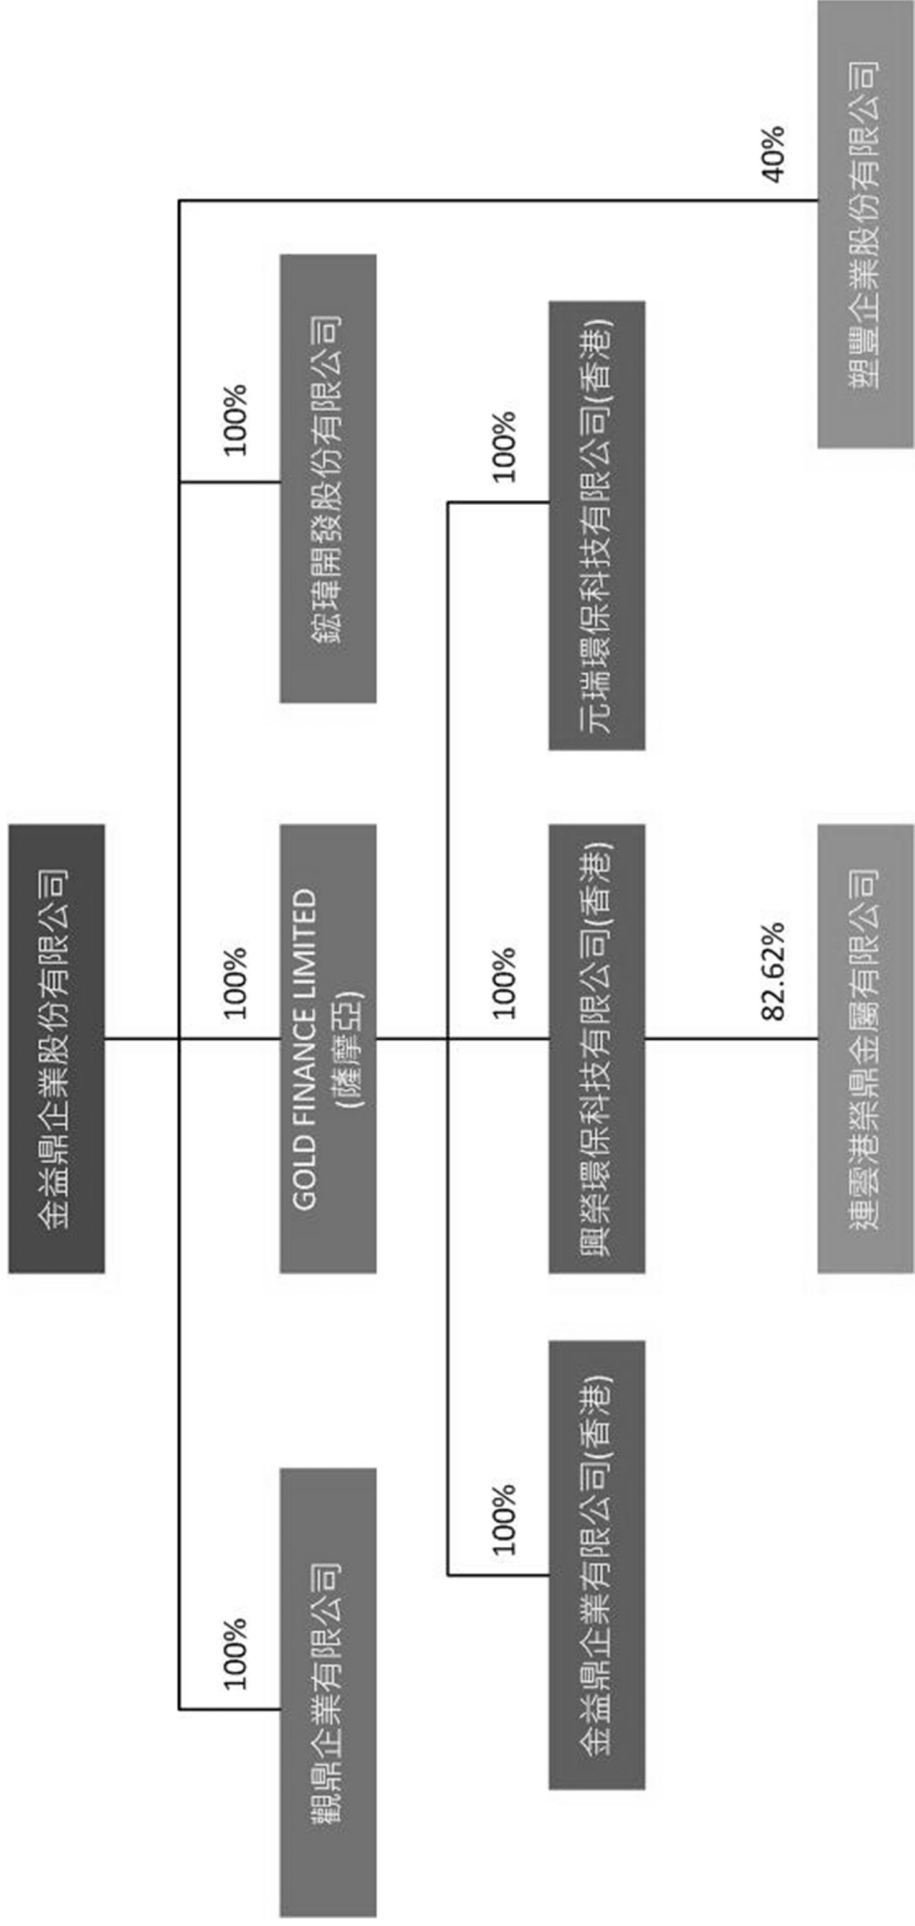 金益鼎企業股份有限公司
100%
100%
100%
觀鼎企業有限公司
GOLD FINANCE LIMITED
(薩摩亞)
鋐瑋開發股份有限公司
100%
100%
100%
金益鼎企業有限公司(香港)
興榮環保科技有限公司(香港)
元瑞環保科技有限公司(香港)
82.62%
40%
連雲港榮鼎金屬有限公司
塑豐企業股份有限公司